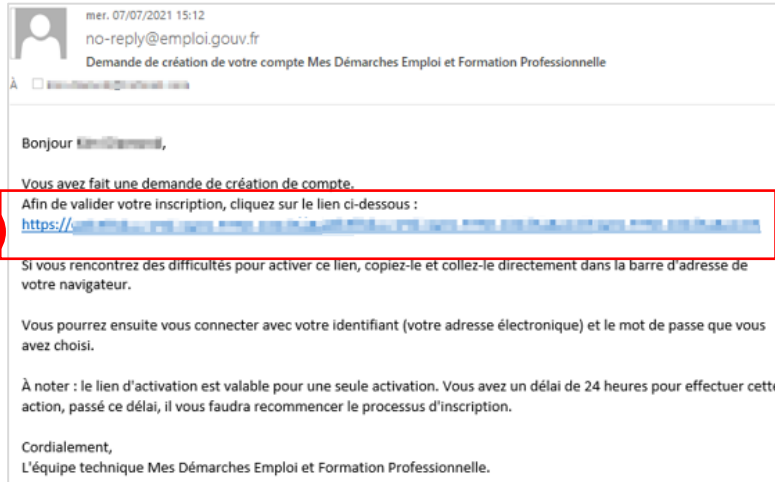 mer. 07/07/2021 15:12
no-reply@emploi.gouv.fr
Demande de création de votre compte Mes Démarches Emploi et Formation Professionnelle
À
Bonjour
Vous avez fait une demande de création de compte.
Afin de valider votre inscription, cliquez sur le lien ci-dessous :
https://
Si vous rencontrez des difficultés pour activer ce lien, copiez-le et collez-le directement dans la barre d'adresse de
votre navigateur.
Vous pourrez ensuite vous connecter avec votre identifiant (votre adresse électronique) et le mot de passe que vous
avez choisi.
À noter : le lien d'activation est valable pour une seule activation. Vous avez un délai de 24 heures pour effectuer cette
action, passé ce délai, il vous faudra recommencer le processus d'inscription.
Cordialement,
L'équipe technique Mes Démarches Emploi et Formation Professionnelle.